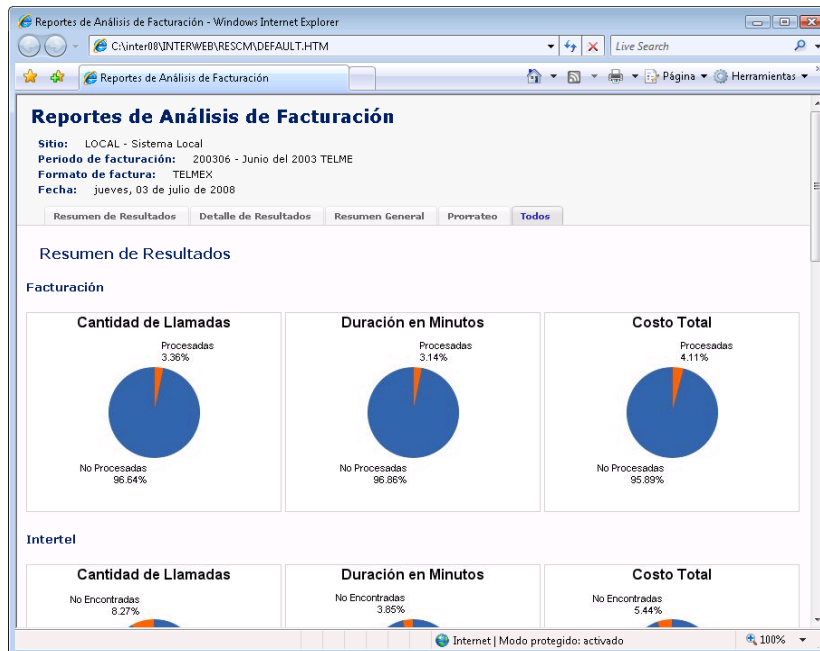 Reportes de Análisis de Facturación - Windows Internet Explorer
C:\inter08\INTERWEB\RESCM\DEFAULT.HTM
Live Search
Reportes de Análisis de Facturación
Página
Herramientas
Reportes de Análisis de Facturación
Sitio: LOCAL - Sistema Local
Periodo de facturación: 200306 - Junio del 2003 TELME
Formato de factura: TELMEX
Fecha: jueves, 03 de julio de 2008
Resumen de Resultados Detalle de Resultados Resumen General Prorrateo Todos
Resumen de Resultados
Facturación
Cantidad de Llamadas
Procesadas
3.36%
No Procesadas
96.64%
Duración en Minutos
Procesadas
3.14%
No Procesadas
96.86%
Costo Total
Procesadas
4.11%
No Procesadas
95.89%
Intertel
Cantidad de Llamadas
No Encontradas
8.27%
Duración en Minutos
No Encontradas
3.85%
Costo Total
No Encontradas
5.44%
Internet | Modo protegido: activado
100%